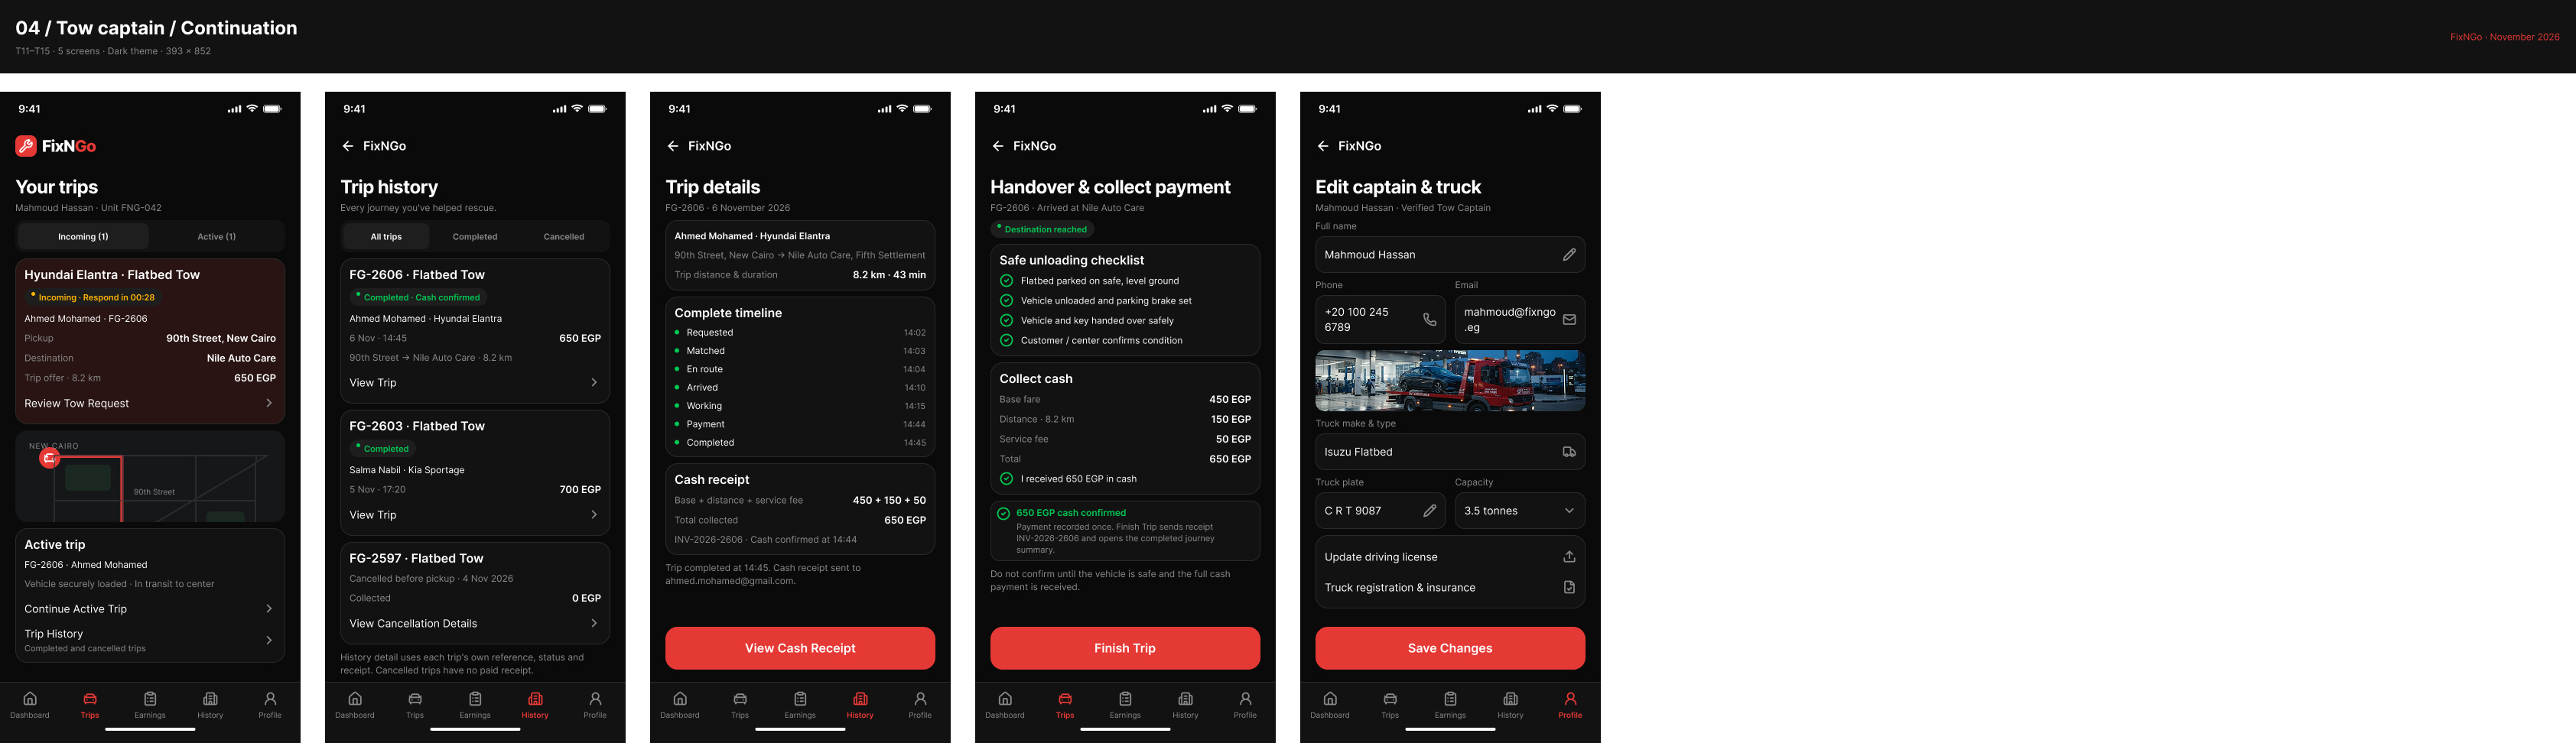 04 / Tow captain / Continuation
T11–T15 · 5 screens · Dark theme · 393 × 852
FixNGo · November 2026
9:41
FixNGo
Your trips
Mahmoud Hassan · Unit FNG-042
Incoming (1)
Active (1)
Hyundai Elantra · Flatbed Tow
Incoming · Respond in 00:28
Ahmed Mohamed · FG-2606
Pickup 90th Street, New Cairo
Destination Nile Auto Care
Trip offer · 8.2 km 650 EGP
Review Tow Request
NEW CAIRO
90th Street
Active trip
FG-2606 · Ahmed Mohamed
Vehicle securely loaded · In transit to center
Continue Active Trip
Trip History
Completed and cancelled trips
Dashboard Trips Earnings History Profile
9:41
FixNGo
Trip history
Every journey you've helped rescue.
All trips Completed Cancelled
FG-2606 · Flatbed Tow
Completed · Cash confirmed
Ahmed Mohamed · Hyundai Elantra
6 Nov · 14:45 650 EGP
90th Street → Nile Auto Care · 8.2 km
View Trip
FG-2603 · Flatbed Tow
Completed
Salma Nabil · Kia Sportage
5 Nov · 17:20 700 EGP
View Trip
FG-2597 · Flatbed Tow
Cancelled before pickup · 4 Nov 2026
Collected 0 EGP
View Cancellation Details
History detail uses each trip's own reference, status and
receipt. Cancelled trips have no paid receipt.
Dashboard Trips Earnings History Profile
9:41
FixNGo
Trip details
FG-2606 · 6 November 2026
Ahmed Mohamed · Hyundai Elantra
90th Street, New Cairo → Nile Auto Care, Fifth Settlement
Trip distance & duration 8.2 km · 43 min
Complete timeline
Requested 14:02
Matched 14:03
En route 14:04
Arrived 14:10
Working 14:15
Payment 14:44
Completed 14:45
Cash receipt
Base + distance + service fee 450 + 150 + 50
Total collected 650 EGP
INV-2026-2606 · Cash confirmed at 14:44
Trip completed at 14:45. Cash receipt sent to
ahmed.mohamed@gmail.com.
View Cash Receipt
Dashboard Trips Earnings History Profile
9:41
FixNGo
Handover & collect payment
FG-2606 · Arrived at Nile Auto Care
Destination reached
Safe unloading checklist
Flatbed parked on safe, level ground
Vehicle unloaded and parking brake set
Vehicle and key handed over safely
Customer / center confirms condition
Collect cash
Base fare 450 EGP
Distance · 8.2 km 150 EGP
Service fee 50 EGP
Total 650 EGP
I received 650 EGP in cash
650 EGP cash confirmed
Payment recorded once. Finish Trip sends receipt
INV-2026-2606 and opens the completed journey
summary.
Do not confirm until the vehicle is safe and the full cash
payment is received.
Finish Trip
Dashboard Trips Earnings History Profile
9:41
FixNGo
Edit captain & truck
Mahmoud Hassan · Verified Tow Captain
Full name
Mahmoud Hassan
Phone
+20 100 245
6789
Email
mahmoud@fixngo
.eg
Truck make & type
Isuzu Flatbed
Truck plate
C R T 9087
Capacity
3.5 tonnes
Update driving license
Truck registration & insurance
Save Changes
Dashboard Trips Earnings History Profile